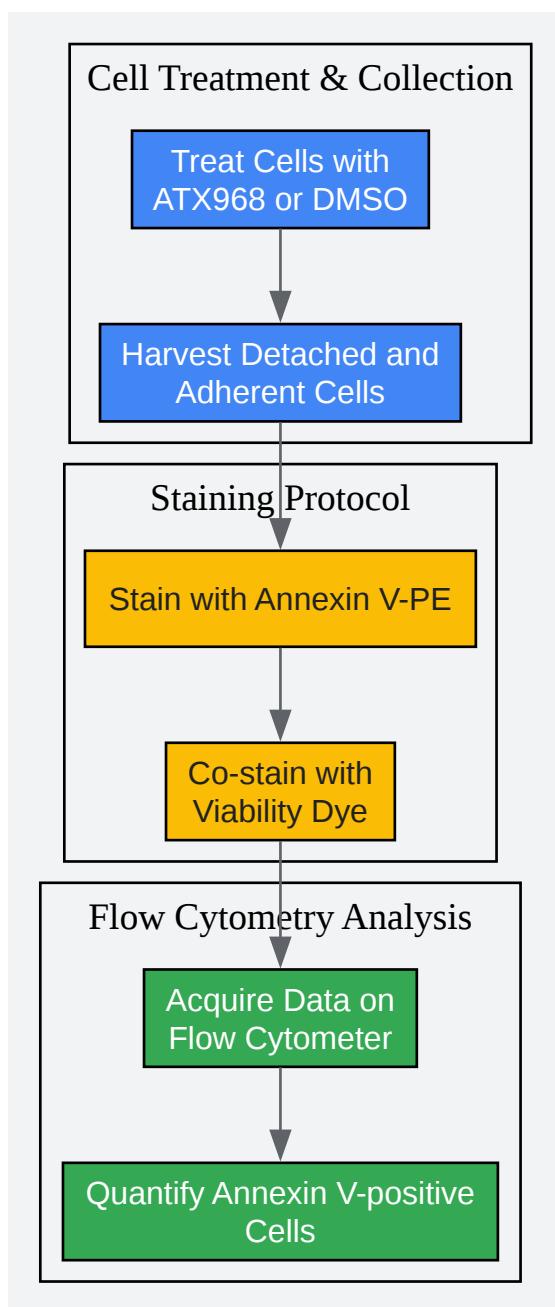 Cell Treatment & Collection
Treat Cells with
ATX968 or DMSO
Harvest Detached and
Adherent Cells
Staining Protocol
Stain with Annexin V-PE
Co-stain with
Viability Dye
Flow Cytometry Analysis
Acquire Data on
Flow Cytometer
Quantify Annexin V-positive
Cells